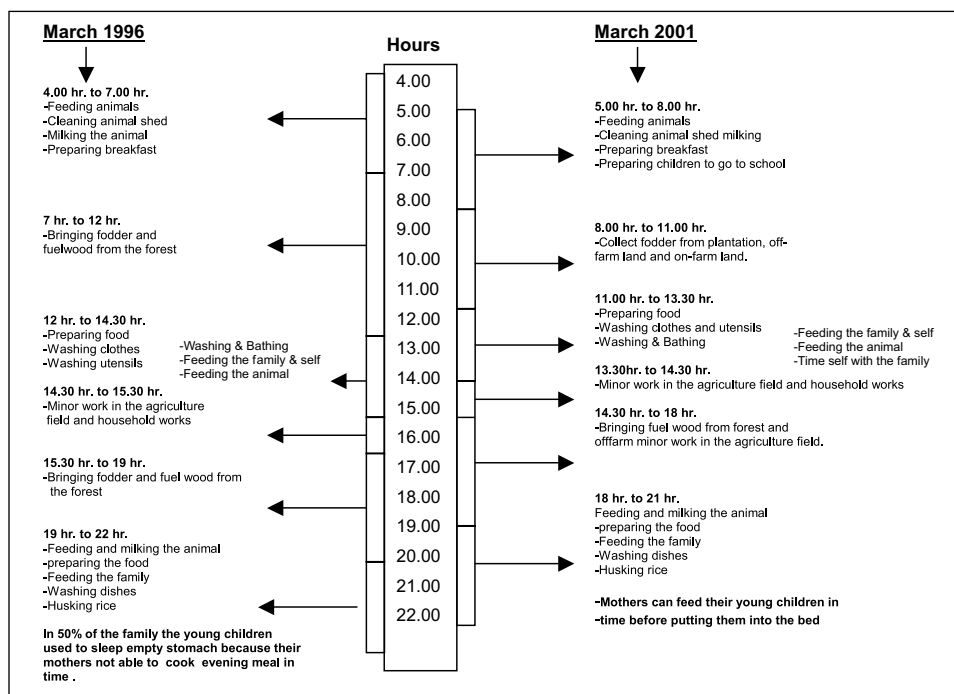 March 1996
4.00 hr. to 7.00 hr.
-Feeding animals
-Cleaning animal shed
-Milking the animal
-Preparing breakfast
7 hr. to 12 hr.
-Bringing fodder and
fuelwood from the forest
12 hr. to 14.30 hr.
-Preparing food
-Washing clothes
-Washing utensils
-Washing & Bathing
-Feeding the family & self
-Feeding the animal
14.30 hr. to 15.30 hr.
-Minor work in the agriculture
field and household works
15.30 hr. to 19 hr.
-Bringing fodder and fuel wood from
the forest
19 hr. to 22 hr.
-Feeding and milking the animal
-preparing the food
-Feeding the family
-Washing dishes
-Husking rice
In 50% of the family the young children
used to sleep empty stomach because their
mothers not able to cook evening meal in
time .
Hours
4.00
5.00
6.00
7.00
8.00
9.00
10.00
11.00
12.00
13.00
14.00
15.00
16.00
17.00
18.00
19.00
20.00
21.00
22.00
March 2001
5.00 hr. to 8.00 hr.
-Feeding animals
-Cleaning animal shed milking
-Preparing breakfast
-Preparing children to go to school
8.00 hr. to 11.00 hr.
-Collect fodder from plantation, off-
farm land and on-farm land.
11.00 hr. to 13.30 hr.
-Preparing food
-Washing clothes and utensils
-Washing & Bathing
-Feeding the family & self
-Feeding the animal
-Time self with the family
13.30hr. to 14.30 hr.
-Minor work in the agriculture field and household works
14.30 hr. to 18 hr.
-Bringing fuel wood from forest and
offfarm minor work in the agriculture field.
18 hr. to 21 hr.
Feeding and milking the animal
-preparing the food
-Feeding the family
-Washing dishes
-Husking rice
-Mothers can feed their young children in
-time before putting them into the bed